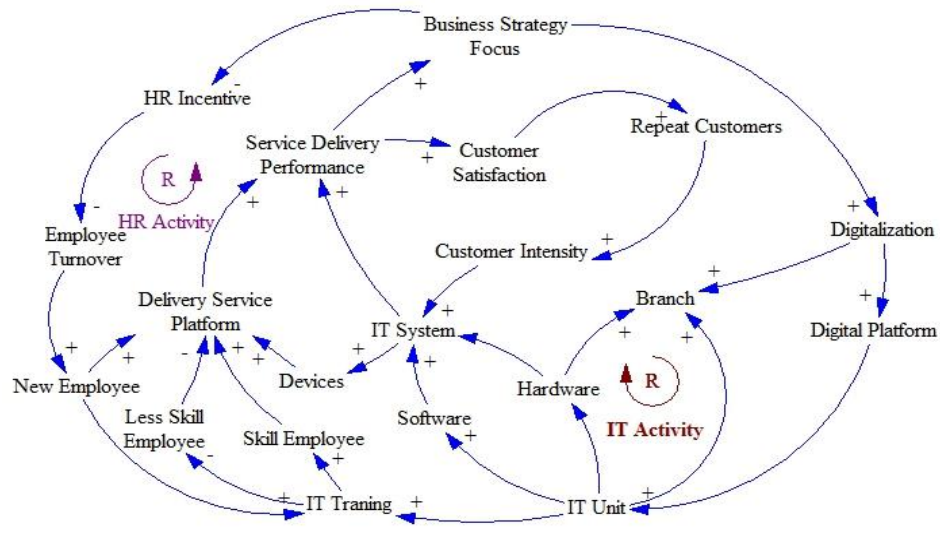 Business Strategy
Focus
-
HR Incentive
+
Service Delivery
Performance
+
Customer
Satisfaction
+
Repeat Customers
R
HR Activity
+
+
-
Employee
Turnover
+
Digitalization
Customer Intensity
+
+
Delivery Service
Platform
+
IT System
Branch
+
Digital Platform
+
+
-
+
+
+
+
+
+
New Employee
Devices
Hardware
R
Less Skill
Employee
Skill Employee
Software
IT Activity
-
+
+
+
IT Traning
+
IT Unit
+